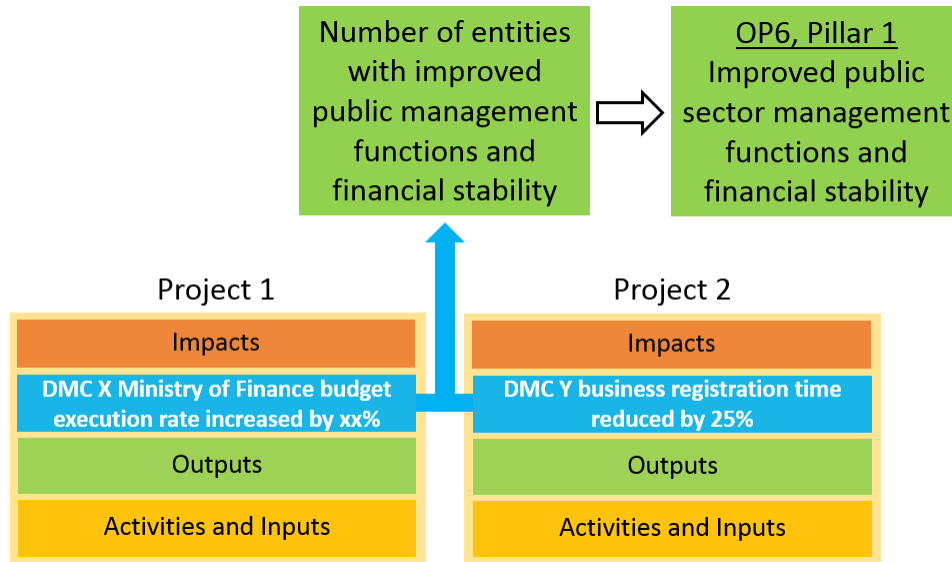 Number of entities
with improved
public management
functions and
financial stability
OP6, Pillar 1
Improved public
sector management
functions and
financial stability
Project 1
Impacts
DMC X Ministry of Finance budget
execution rate increased by xx%
Outputs
Activities and Inputs
Project 2
Impacts
DMC Y business registration time
reduced by 25%
Outputs
Activities and Inputs